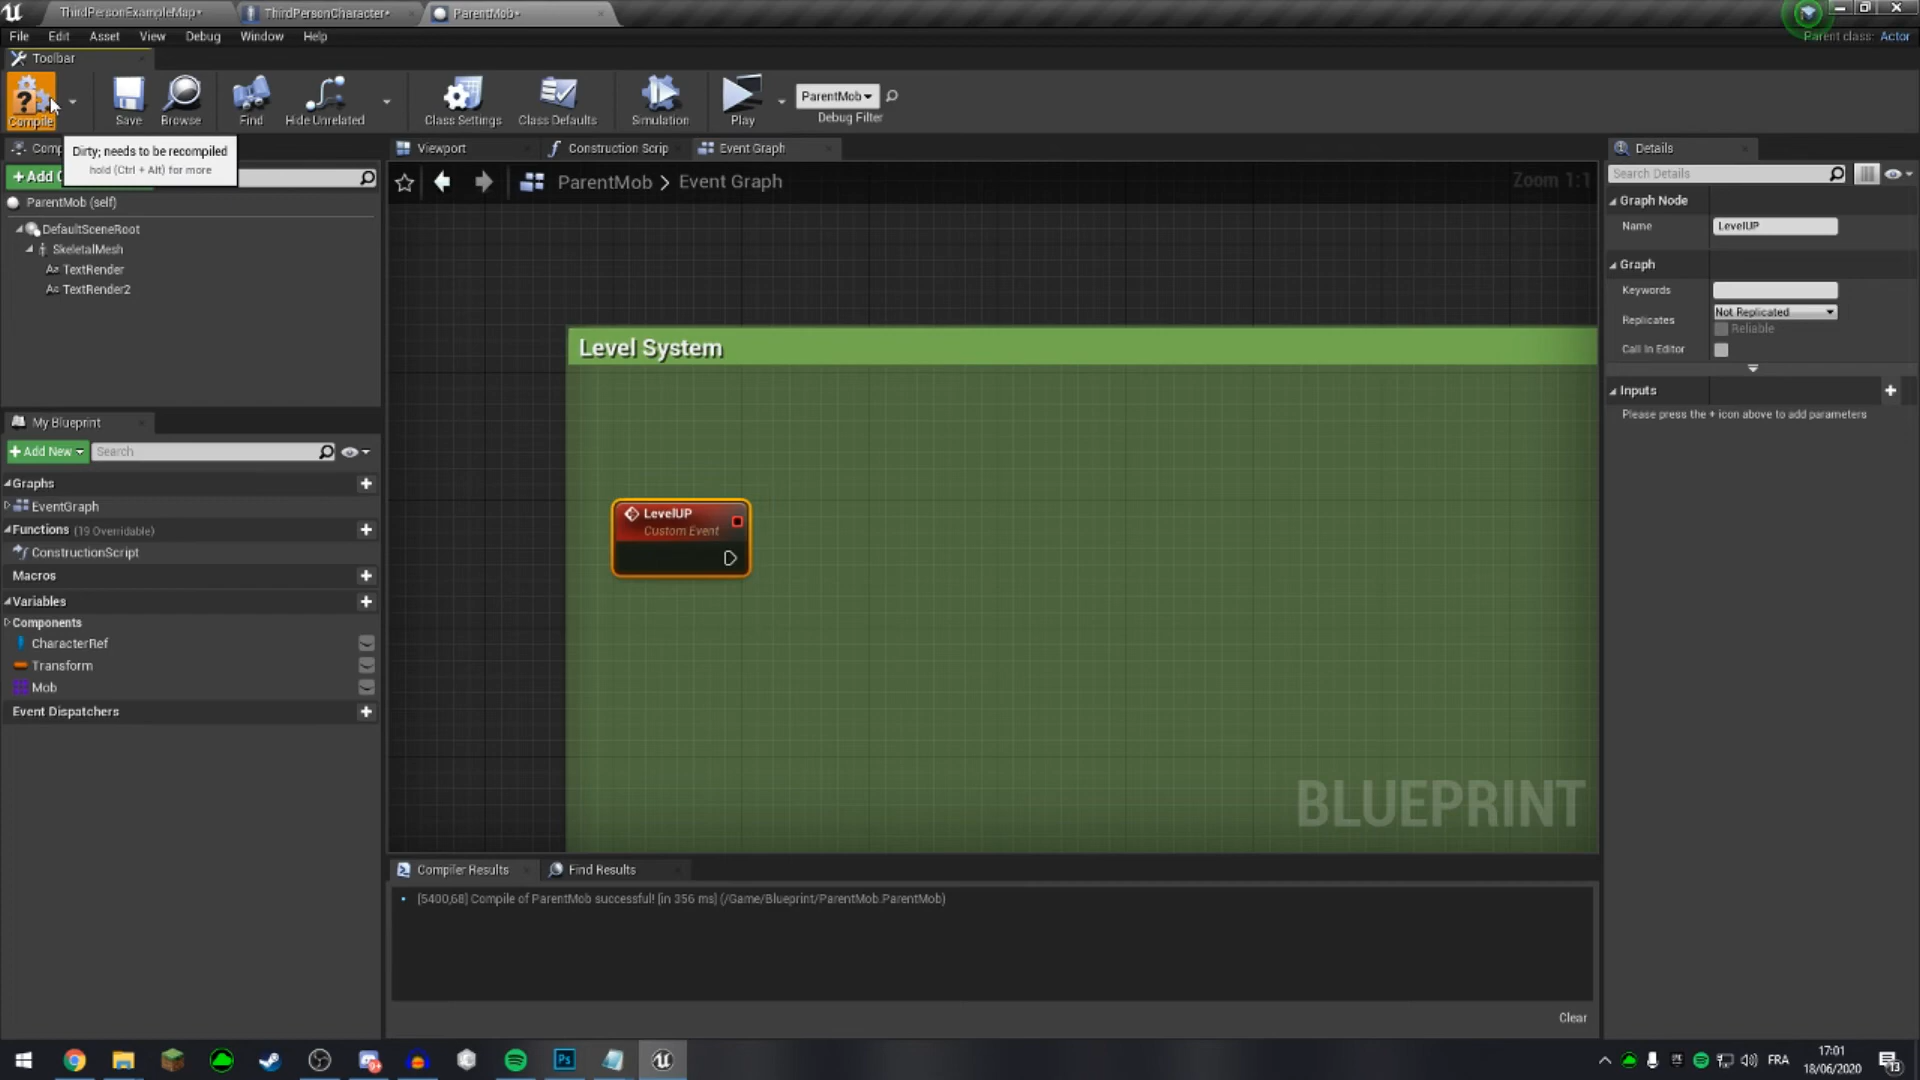 ThirdPersonExampleMap*
ThirdPersonCharacter*
ParentMob*
File Edit Asset View Debug Window Help
Parent class: Actor
Toolbar
Compile
Save
Browse
Find
Hide Unrelated
Class Settings
Class Defaults
Simulation
Play
ParentMob
Debug Filter
Dirty; needs to be recompiled
hold (Ctrl + Alt) for more
Comp
+ Add C
ParentMob (self)
DefaultSceneRoot
SkeletalMesh
TextRender
TextRender2
My Blueprint
+ Add New
Search
Graphs
EventGraph
Functions (19 Overridable)
ConstructionScript
Macros
Variables
Components
CharacterRef
Transform
Mob
Event Dispatchers
Viewport
Construction Scrip
Event Graph
ParentMob > Event Graph
Zoom 1:1
Level System
LevelUP
Custom Event
BLUEPRINT
Compiler Results
Find Results
[5400,68] Compile of ParentMob successful! [in 356 ms] (/Game/Blueprint/ParentMob.ParentMob)
Clear
Details
Search Details
Graph Node
Name
LevelUP
Graph
Keywords
Replicates
Not Replicated
Reliable
Call In Editor
Inputs
Please press the + icon above to add parameters
Ps
FRA
17:01
18/06/2020
13